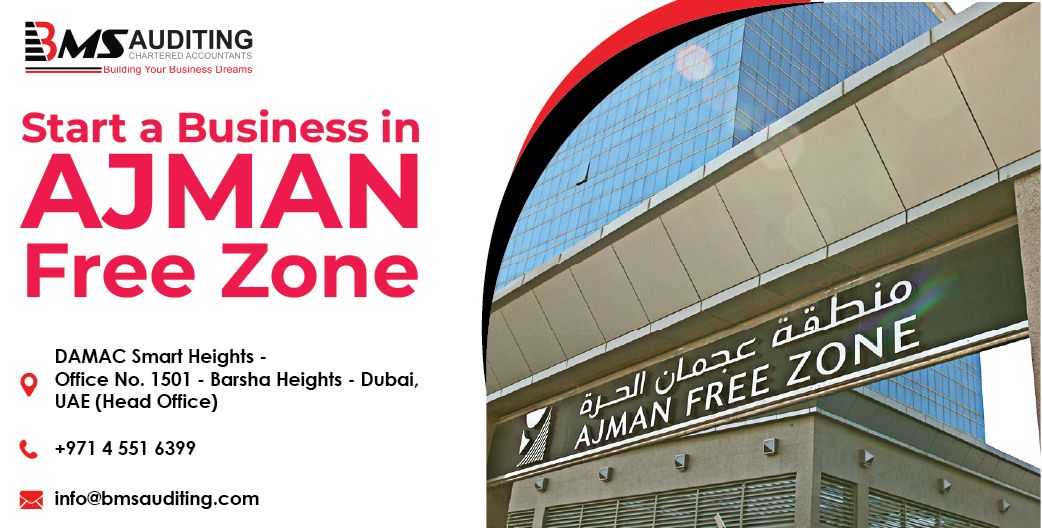 BMS AUDITING
CHARTERED ACCOUNTANTS
Building Your Business Dreams
Start a Business in
AJMAN
Free Zone
DAMAC Smart Heights -
Office No. 1501 - Barsha Heights - Dubai,
UAE (Head Office)
+971 4 551 6399
info@bmsauditing.com
منطقة عجمان الحرة
AJMAN FREE ZONE